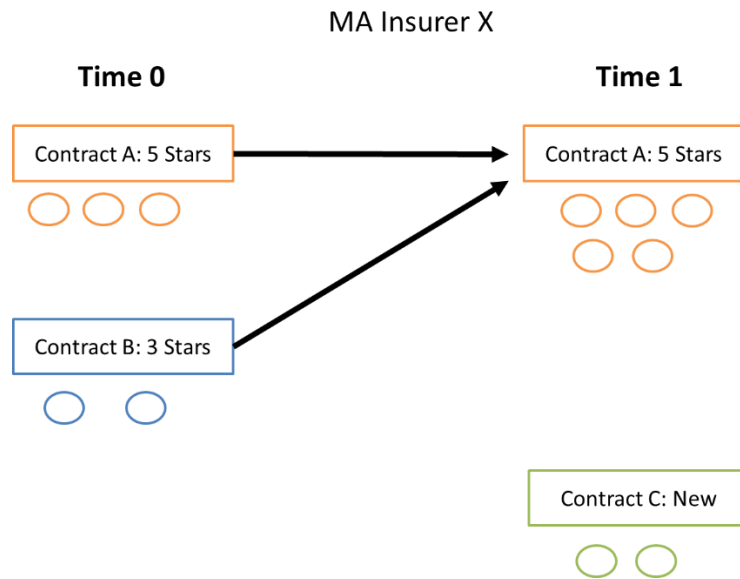 MA Insurer X
Time 0
Time 1
Contract A: 5 Stars
Contract A: 5 Stars
Contract B: 3 Stars
Contract C: New